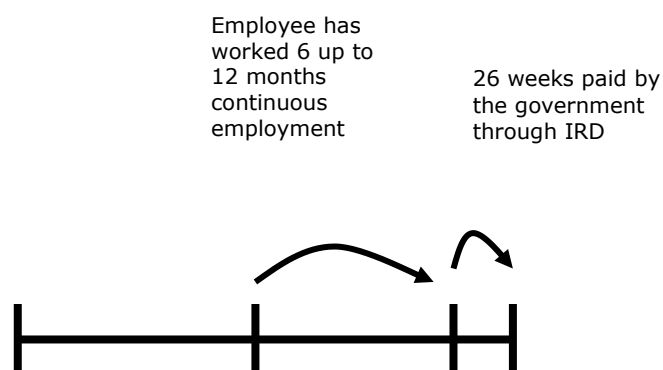 Employee has
worked 6 up to
12 months
continuous
employment
26 weeks paid by
the government
through IRD